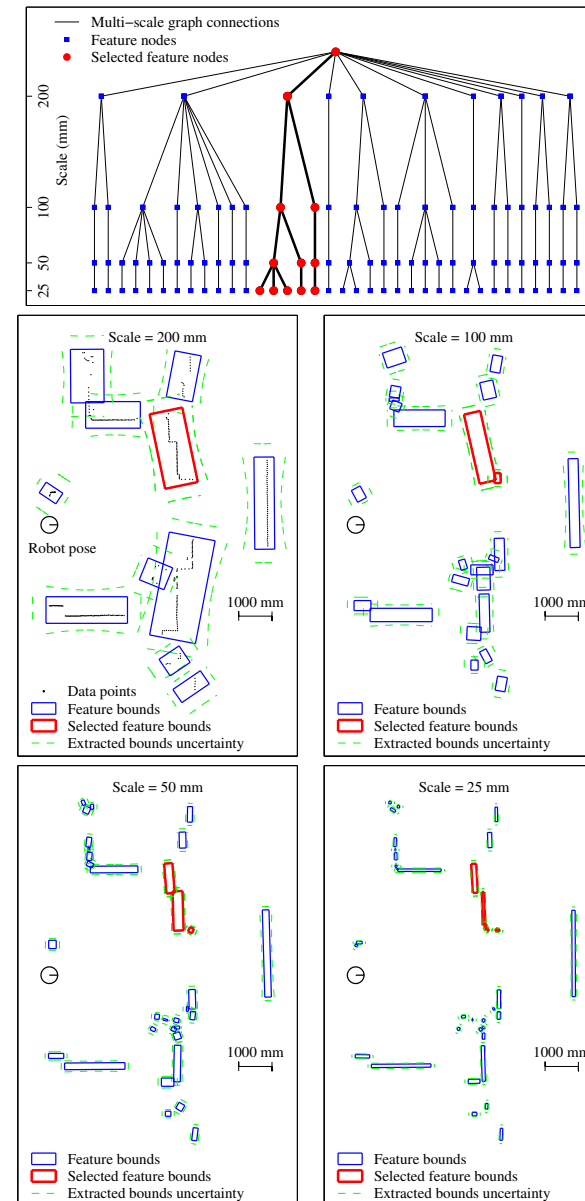 Multi−scale graph connections
Feature nodes
Selected feature nodes
Scale (mm)
200
100
50
25
Scale = 200 mm
Robot pose
1000 mm
Data points
Feature bounds
Selected feature bounds
Extracted bounds uncertainty
Scale = 100 mm
1000 mm
Feature bounds
Selected feature bounds
Extracted bounds uncertainty
Scale = 50 mm
1000 mm
Feature bounds
Selected feature bounds
Extracted bounds uncertainty
Scale = 25 mm
1000 mm
Feature bounds
Selected feature bounds
Extracted bounds uncertainty